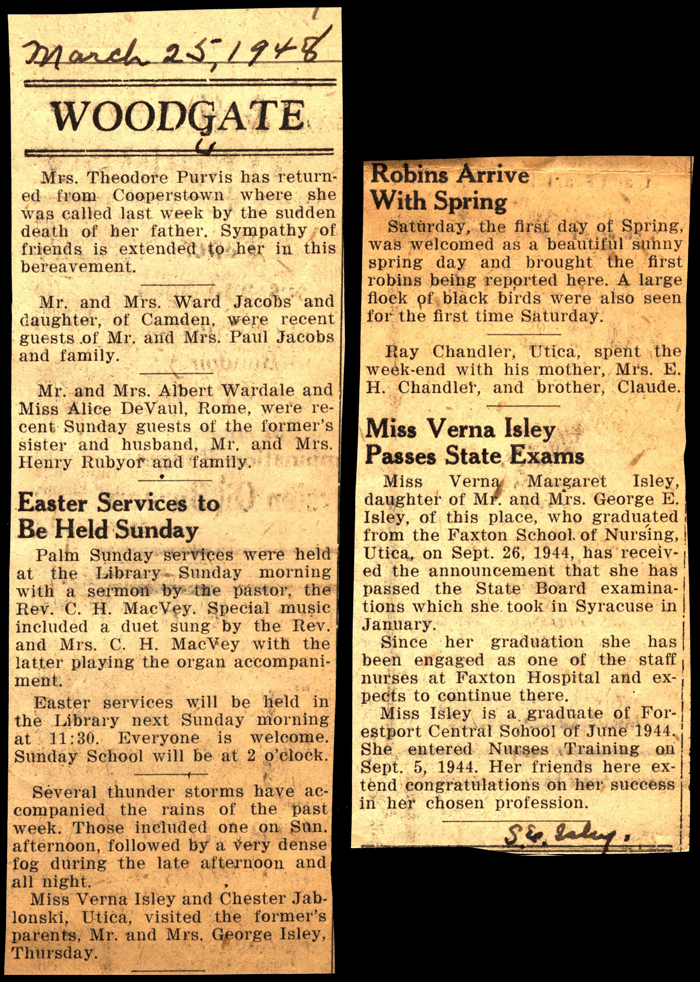 March 25, 1948
WOODGATE
Mrs. Theodore Purvis has return-
ed from Cooperstown where she
was called last week by the sudden
death of her father. Sympathy of
friends is extended to her in this
bereavement.
Mr. and Mrs. Ward Jacobs and
daughter, of Camden, were recent
guests of Mr. and Mrs. Paul Jacobs
and family.
Mr. and Mrs. Albert Wardale and
Miss Alice DeVaul, Rome, were re-
cent Sunday guests of the former's
sister and husband, Mr. and Mrs.
Henry Rubyor and family.
Easter Services to
Be Held Sunday
Palm Sunday services were held
at the Library Sunday morning
with a sermon by the pastor, the
Rev. C. H. MacVey. Special music
included a duet sung by the Rev.
and Mrs. C. H. MacVey with the
latter playing the organ accompani-
ment.
Easter services will be held in
the Library next Sunday morning
at 11:30. Everyone is welcome.
Sunday School will be at 2 o'clock.
Several thunder storms have ac-
companied the rains of the past
week. Those included one on Sun.
afternoon, followed by a very dense
fog during the late afternoon and
all night.
Miss Verna Isley and Chester Jab-
lonski, Utica, visited the former's
parents, Mr. and Mrs. George Isley,
Thursday.
Robins Arrive
With Spring
Saturday, the first day of Spring,
was welcomed as a beautiful sunny
spring day and brought the first
robins being reported here. A large
flock of black birds were also seen
for the first time Saturday.
Ray Chandler, Utica, spent the
week-end with his mother, Mrs. E.
H. Chandler, and brother, Claude.
Miss Verna Isley
Passes State Exams
Miss Verna Margaret Isley,
daughter of Mr. and Mrs. George E.
Isley, of this place, who graduated
from the Faxton School of Nursing,
Utica, on Sept. 26, 1944, has receiv-
ed the announcement that she has
passed the State Board examina-
tions which she took in Syracuse in
January.
Since her graduation she has
been engaged as one of the staff
nurses at Faxton Hospital and ex-
pects to continue there.
Miss Isley is a graduate of For-
estport Central School of June 1944.
She entered Nurses Training on
Sept. 5, 1944. Her friends here ex-
tend congratulations on her success
in her chosen profession.
Isley.